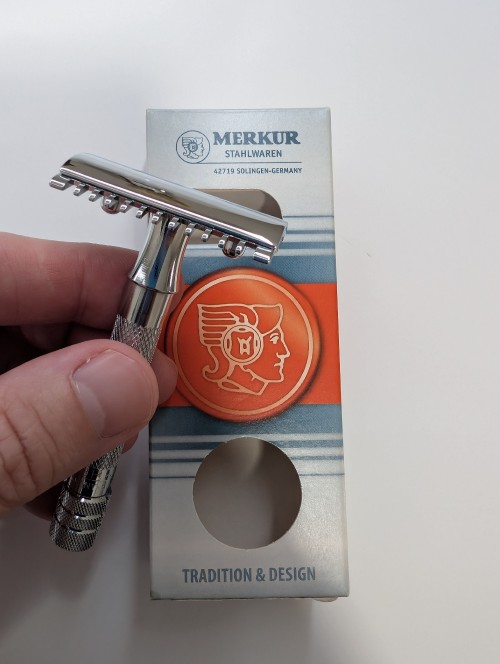 MERKUR
STAHLWAREN
42719 SOLINGEN-GERMANY
TRADITION & DESIGN